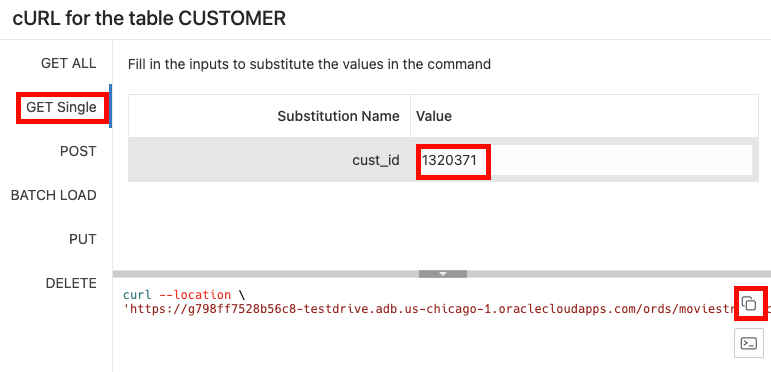 cURL for the table CUSTOMER
GET ALL
GET Single
POST
BATCH LOAD
PUT
DELETE
Fill in the inputs to substitute the values in the command
Substitution Name Value
cust_id 1320371
curl --location \
'https://g798ff7528b56c8-testdrive.adb.us-chicago-1.oraclecloudapps.com/ords/moviestr